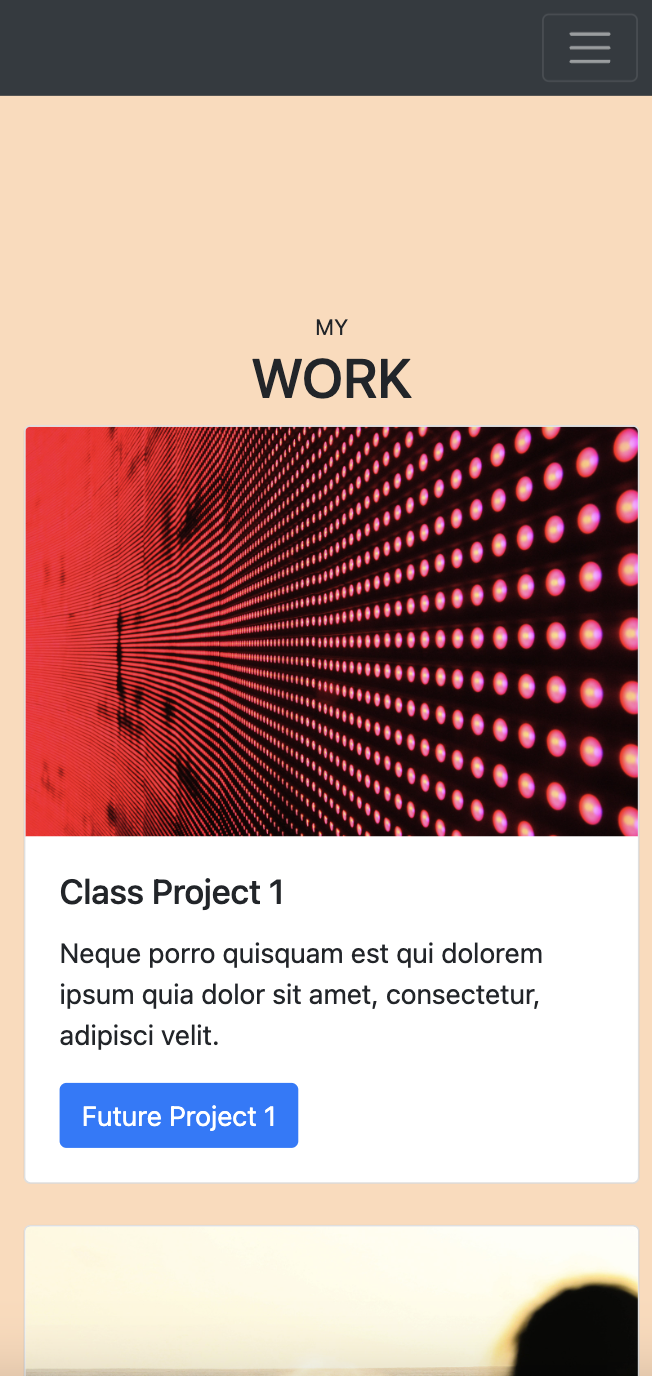 MY
WORK
Class Project 1
Neque porro quisquam est qui dolorem
ipsum quia dolor sit amet, consectetur,
adipisci velit.
Future Project 1